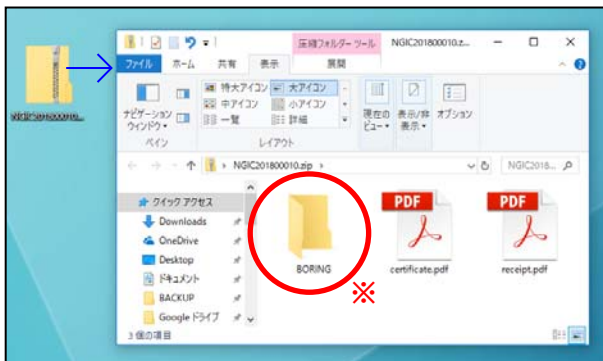 圧縮フォルダー ツール NGIC201800010.z...
ファイル ホーム 共有 表示 展開
ナビゲーション ウィンドウ
特大アイコン 大アイコン
中アイコン 小アイコン
一覧 詳細
現在の ビュー
表示/非 表示
オプション
ペイン レイアウト
NGIC201800010.zip
NGIC2018...
NGIC201800010...
クイック アクセス
Downloads
OneDrive
Desktop
ドキュメント
BACKUP
Google ドライブ
PDF PDF
BORING certificate.pdf receipt.pdf
※
3 個の項目